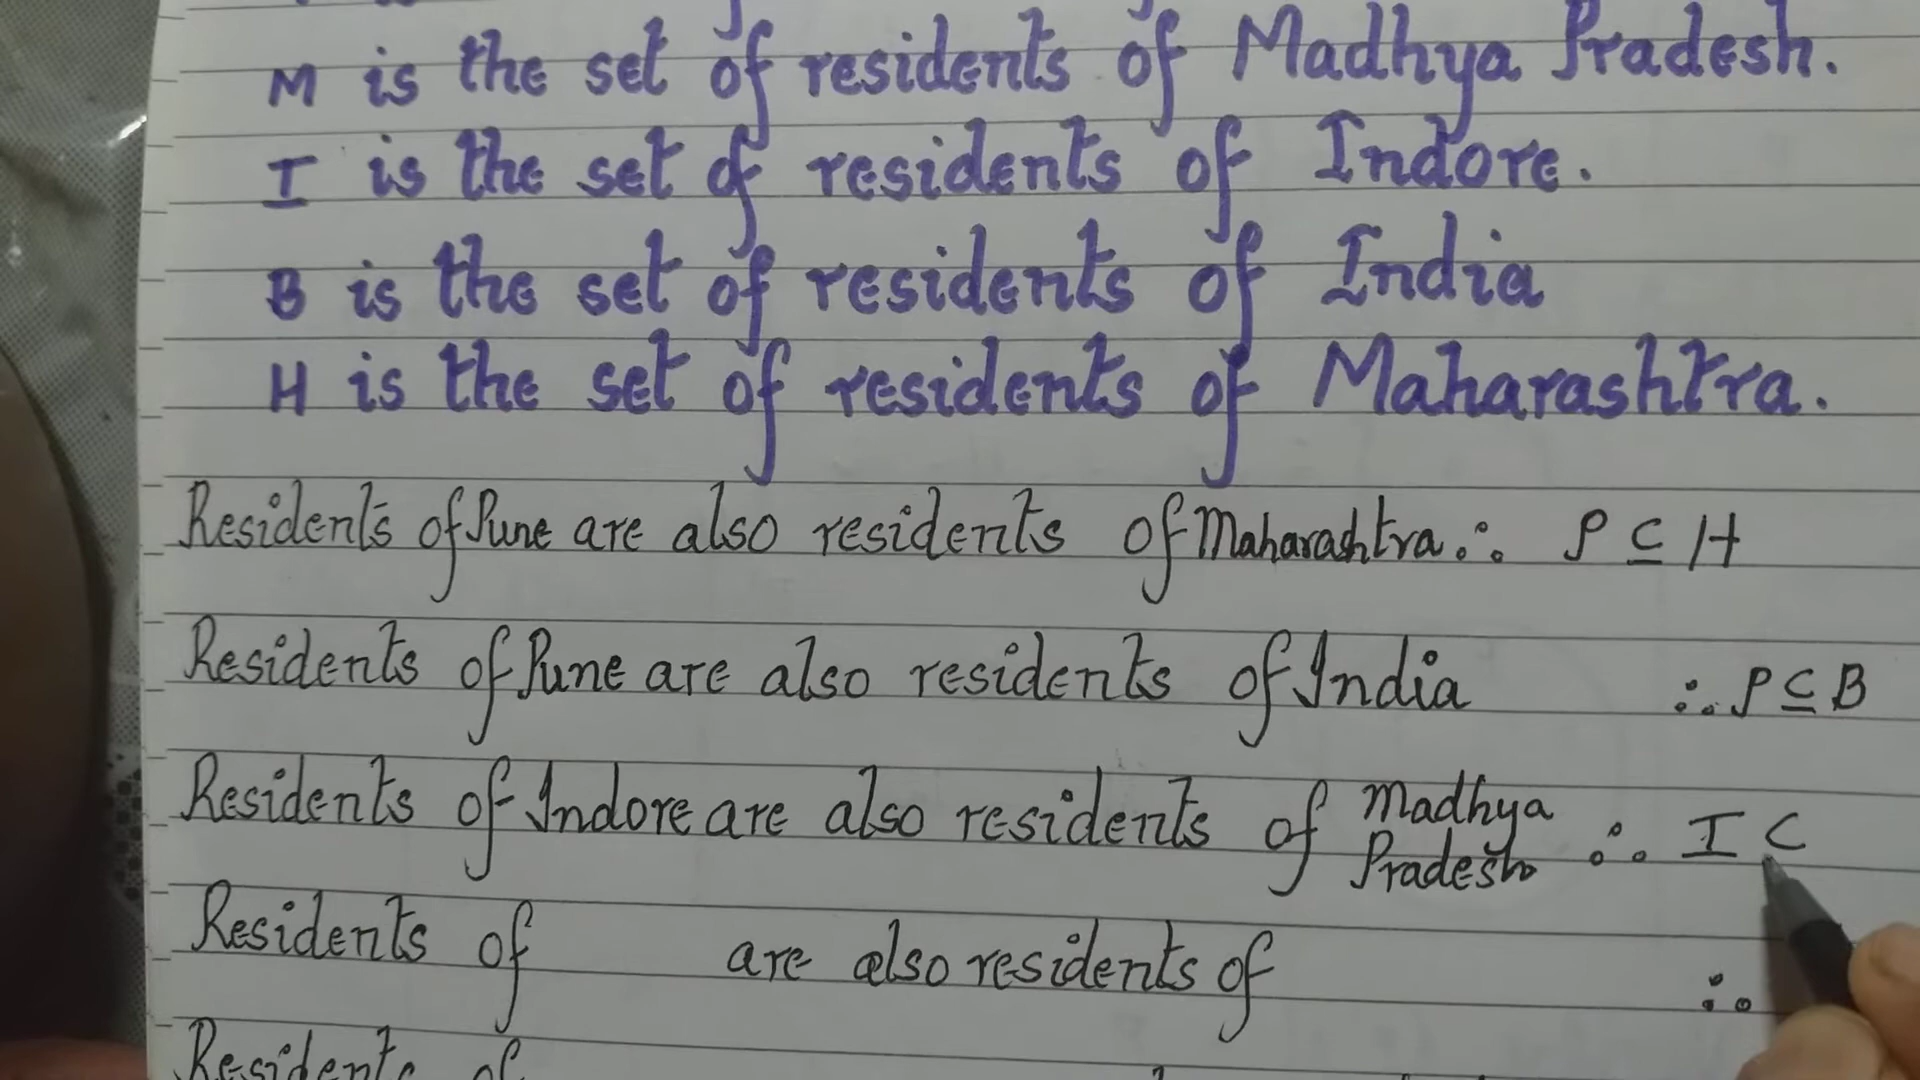 M is the set of residents of Madhya Pradesh.
I is the set of residents of Indore.
B is the set of residents of India
H is the set of residents of Maharashtra.
Residents of Pune are also residents of Maharashtra. ∴ P ⊆ H
Residents of Pune are also residents of India ∴ P ⊆ B
Residents of Indore are also residents of Madhya Pradesh ∴ I ⊂
Residents of are also residents of ∴
Residents of